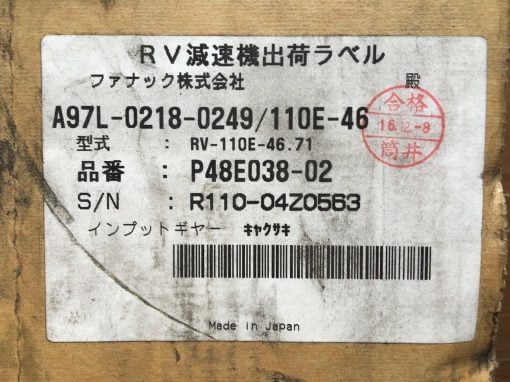 RV減速機出荷ラベル
ファナック株式会社 殿
A97L-0218-0249/110E-46
型式 : RV-110E-46.71
品番 : P48E038-02
S/N : R110-04Z0563
インプットギヤー ｷｬｸｻｷ
Made in Japan
合格
'16.12.-8
筒井